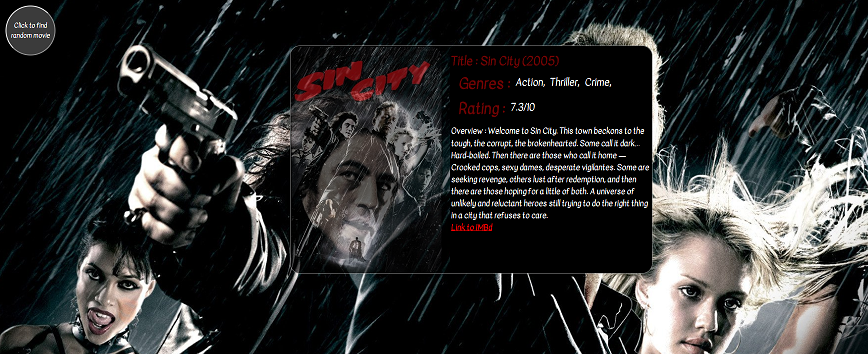 Click to find
random movie
SIN
CITY
Title : Sin City (2005)
Genres : Action, Thriller, Crime,
Rating : 7.3/10
Overview : Welcome to Sin City. This town beckons to the
tough, the corrupt, the brokenhearted. Some call it dark…
Hard-boiled. Then there are those who call it home —
Crooked cops, sexy dames, desperate vigilantes. Some are
seeking revenge, others lust after redemption, and then
there are those hoping for a little of both. A universe of
unlikely and reluctant heroes still trying to do the right thing
in a city that refuses to care.
Link to IMBd